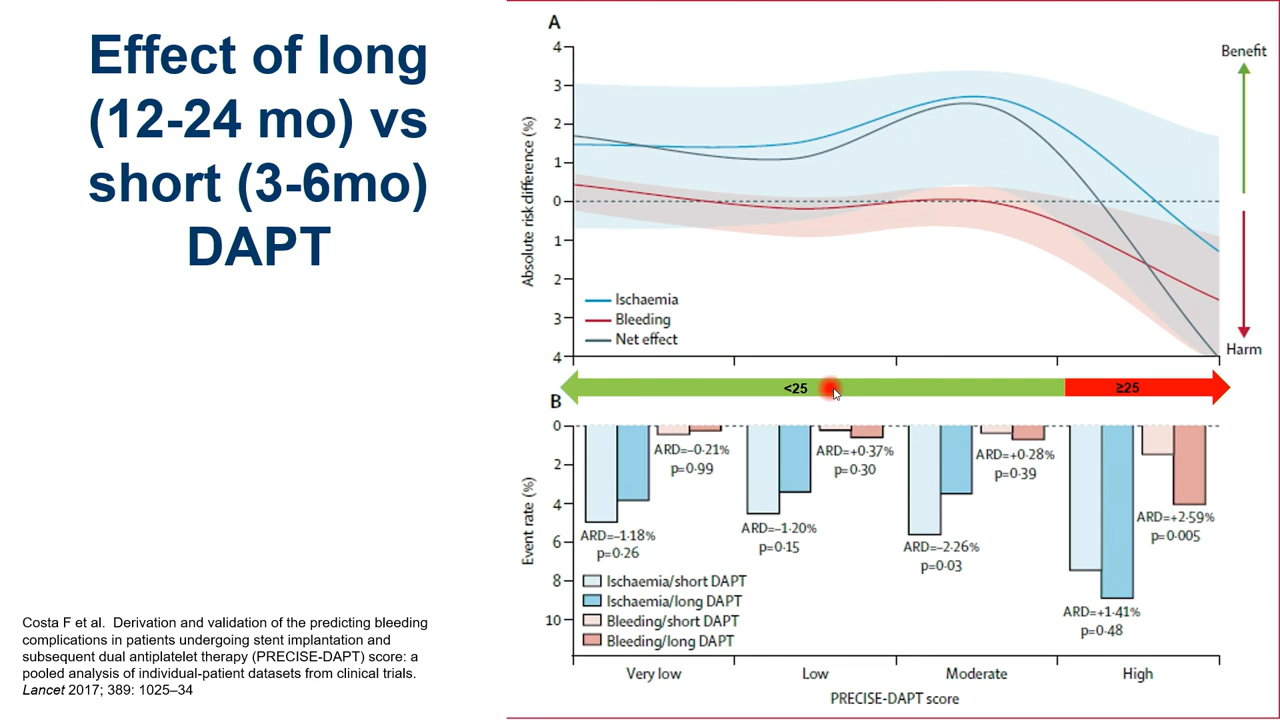 Effect of long
(12-24 mo) vs
short (3-6mo)
DAPT
Costa F et al. Derivation and validation of the predicting bleeding
complications in patients undergoing stent implantation and
subsequent dual antiplatelet therapy (PRECISE-DAPT) score: a
pooled analysis of individual-patient datasets from clinical trials.
Lancet 2017; 389: 1025–34
A
Absolute risk difference (%)
4
3
2
1
0
1
2
3
4
Ischaemia
Bleeding
Net effect
Benefit
Harm
<25
≥25
B
Event rate (%)
0
2
4
6
8
10
ARD=–1·18%
p=0·26
ARD=–0·21%
p=0·99
ARD=–1·20%
p=0·15
ARD=+0·37%
p=0·30
ARD=–2·26%
p=0·03
ARD=+0·28%
p=0·39
ARD=+1·41%
p=0·48
ARD=+2·59%
p=0·005
Ischaemia/short DAPT
Ischaemia/long DAPT
Bleeding/short DAPT
Bleeding/long DAPT
Very low
Low
Moderate
High
PRECISE-DAPT score